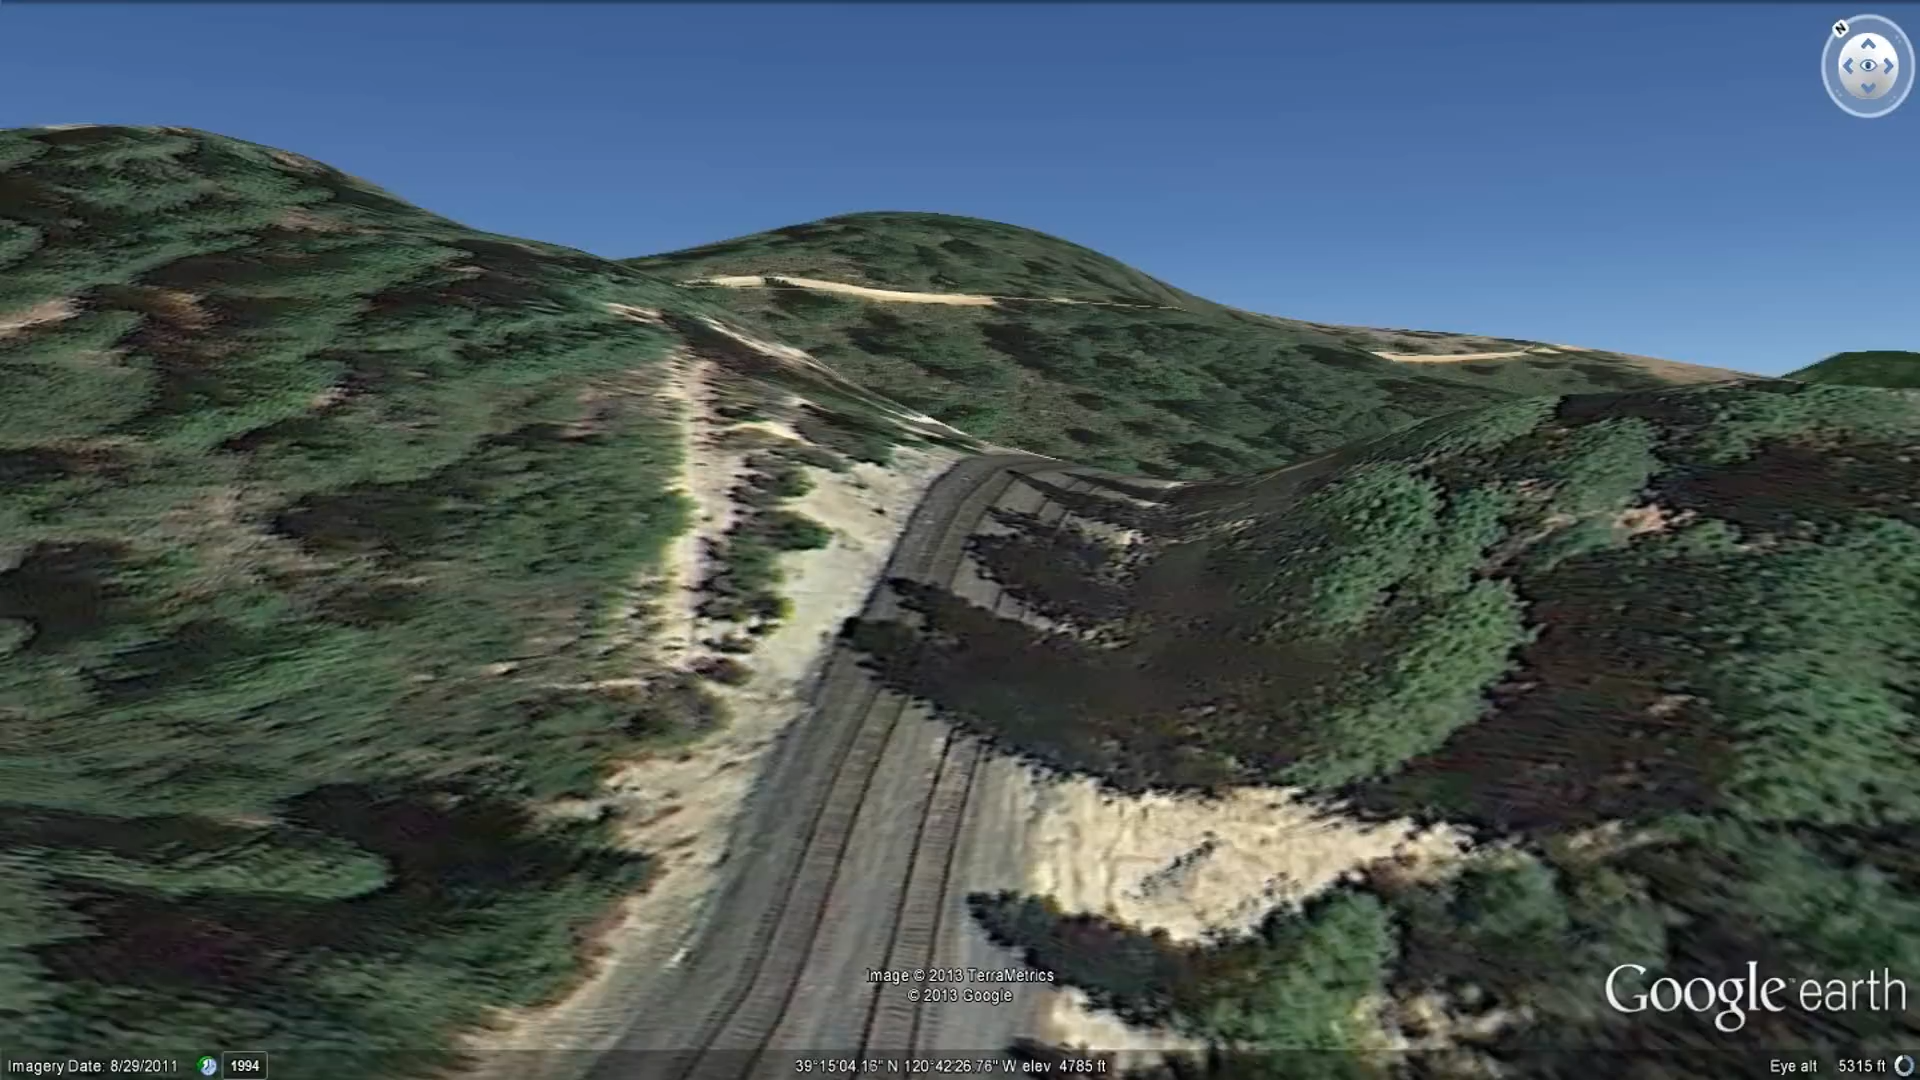 N
Image © 2013 TerraMetrics
© 2013 Google
Google earth
Imagery Date: 8/29/2011 1994 39°15'04.16" N 120°42'26.76" W elev 4785 ft Eye alt 5315 ft